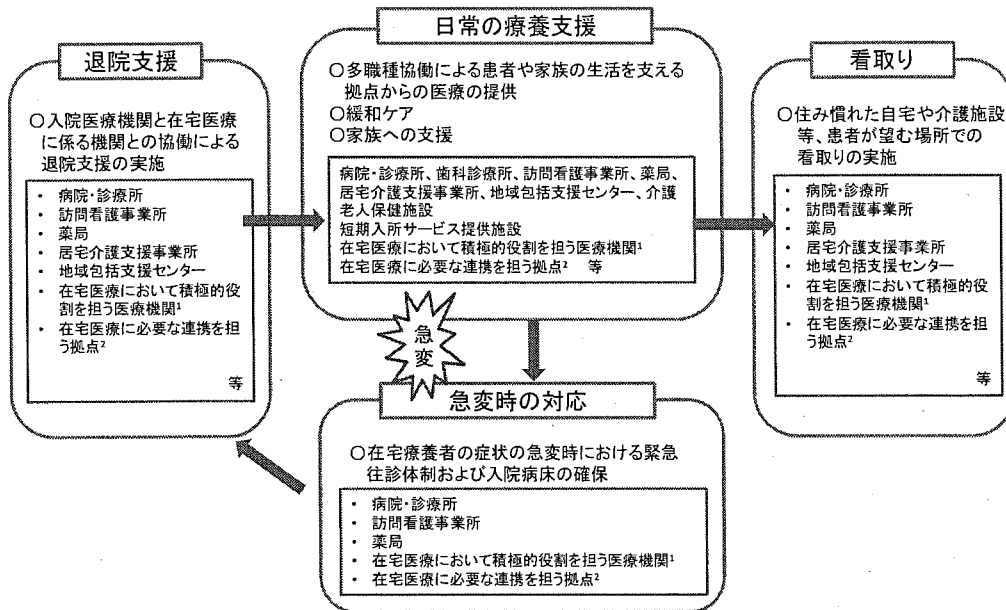 退院支援
○入院医療機関と在宅医療
に係る機関との協働による
退院支援の実施
・ 病院・診療所
・ 訪問看護事業所
・ 薬局
・ 居宅介護支援事業所
・ 地域包括支援センター
・ 在宅医療において積極的役
割を担う医療機関¹
・ 在宅医療に必要な連携を担
う拠点²
等
日常の療養支援
○多職種協働による患者や家族の生活を支える
拠点からの医療の提供
○緩和ケア
○家族への支援
病院・診療所、歯科診療所、訪問看護事業所、薬局、
居宅介護支援事業所、地域包括支援センター、介護
老人保健施設
短期入所サービス提供施設
在宅医療において積極的役割を担う医療機関¹
在宅医療に必要な連携を担う拠点² 等
急変
看取り
○住み慣れた自宅や介護施設
等、患者が望む場所での
看取りの実施
・ 病院・診療所
・ 訪問看護事業所
・ 薬局
・ 居宅介護支援事業所
・ 地域包括支援センター
・ 在宅医療において積極的役
割を担う医療機関¹
・ 在宅医療に必要な連携を担
う拠点²
等
急変時の対応
○在宅療養者の症状の急変時における緊急
往診体制および入院病床の確保
・ 病院・診療所
・ 訪問看護事業所
・ 薬局
・ 在宅医療において積極的役割を担う医療機関¹
・ 在宅医療に必要な連携を担う拠点²